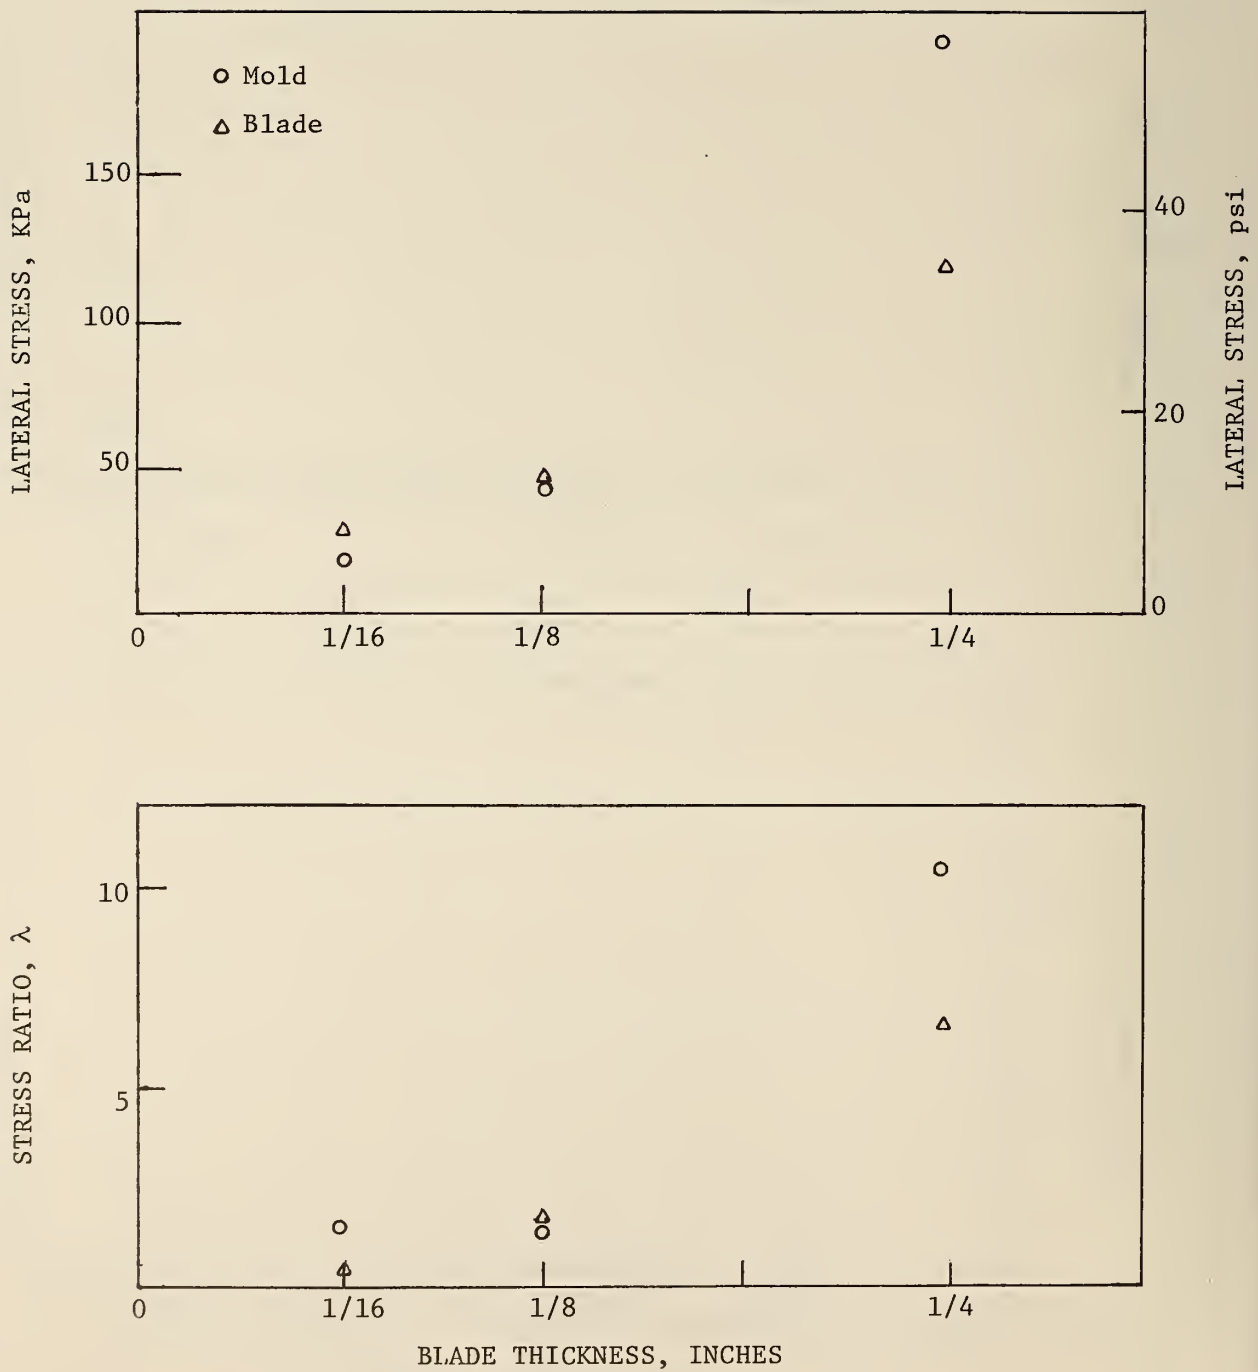 O Mold
Δ Blade
150
100
50
LATERAL STRESS, KPa
40
20
0
LATERAL STRESS, psi
0 1/16 1/8 1/4
10
5
STRESS RATIO, λ
0 1/16 1/8 1/4
BLADE THICKNESS, INCHES